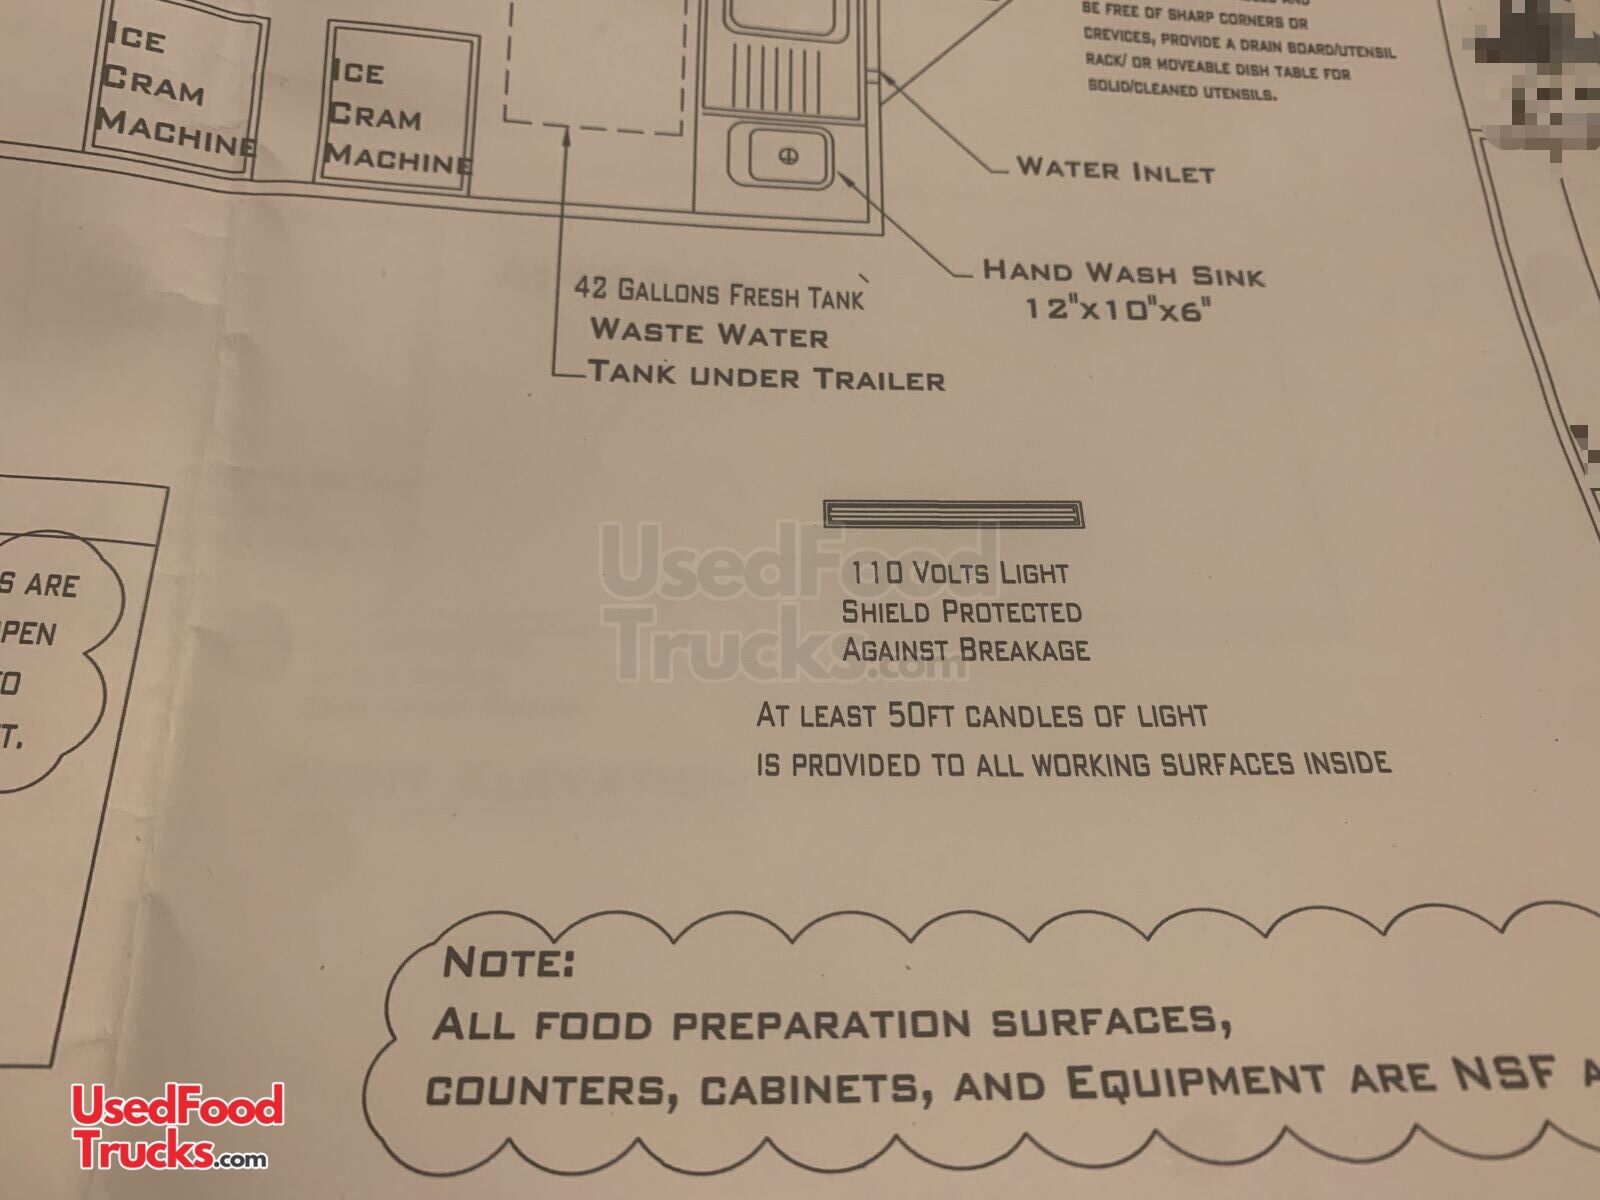 BE FREE OF SHARP CORNERS OR
CREVICES, PROVIDE A DRAIN BOARD/UTENSIL
RACK/ OR MOVEABLE DISH TABLE FOR
SOLID/CLEANED UTENSILS.
ICE
CRAM
MACHINE
ICE
CRAM
MACHINE
WATER INLET
HAND WASH SINK
12"X10"X6"
42 GALLONS FRESH TANK
WASTE WATER
TANK UNDER TRAILER
110 VOLTS LIGHT
SHIELD PROTECTED
AGAINST BREAKAGE
AT LEAST 50FT CANDLES OF LIGHT
IS PROVIDED TO ALL WORKING SURFACES INSIDE
S ARE
PEN
TO
T.
UsedFood
Trucks.com
NOTE:
ALL FOOD PREPARATION SURFACES,
COUNTERS, CABINETS, AND EQUIPMENT ARE NSF A
UsedFood
Trucks.com